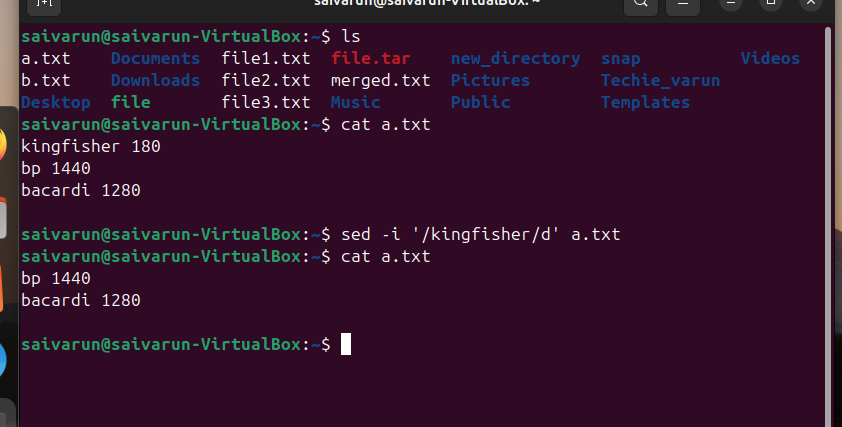 saivarun@saivarun-VirtualBox: ~
saivarun@saivarun-VirtualBox:~$ ls
a.txt Documents file1.txt file.tar new_directory snap Videos
b.txt Downloads file2.txt merged.txt Pictures Techie_varun
Desktop file file3.txt Music Public Templates
saivarun@saivarun-VirtualBox:~$ cat a.txt
kingfisher 180
bp 1440
bacardi 1280
saivarun@saivarun-VirtualBox:~$ sed -i '/kingfisher/d' a.txt
saivarun@saivarun-VirtualBox:~$ cat a.txt
bp 1440
bacardi 1280
saivarun@saivarun-VirtualBox:~$